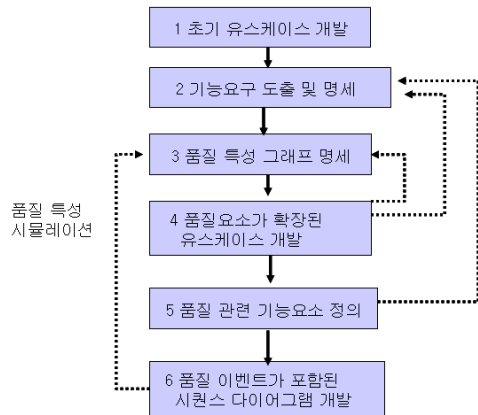 1 초기 유스케이스 개발
2 기능요구 도출 및 명세
3 품질 특성 그래프 명세
품질 특성
시뮬레이션
4 품질요소가 확장된
유스케이스 개발
5 품질 관련 기능요소 정의
6 품질 이벤트가 포함된
시퀀스 다이어그램 개발